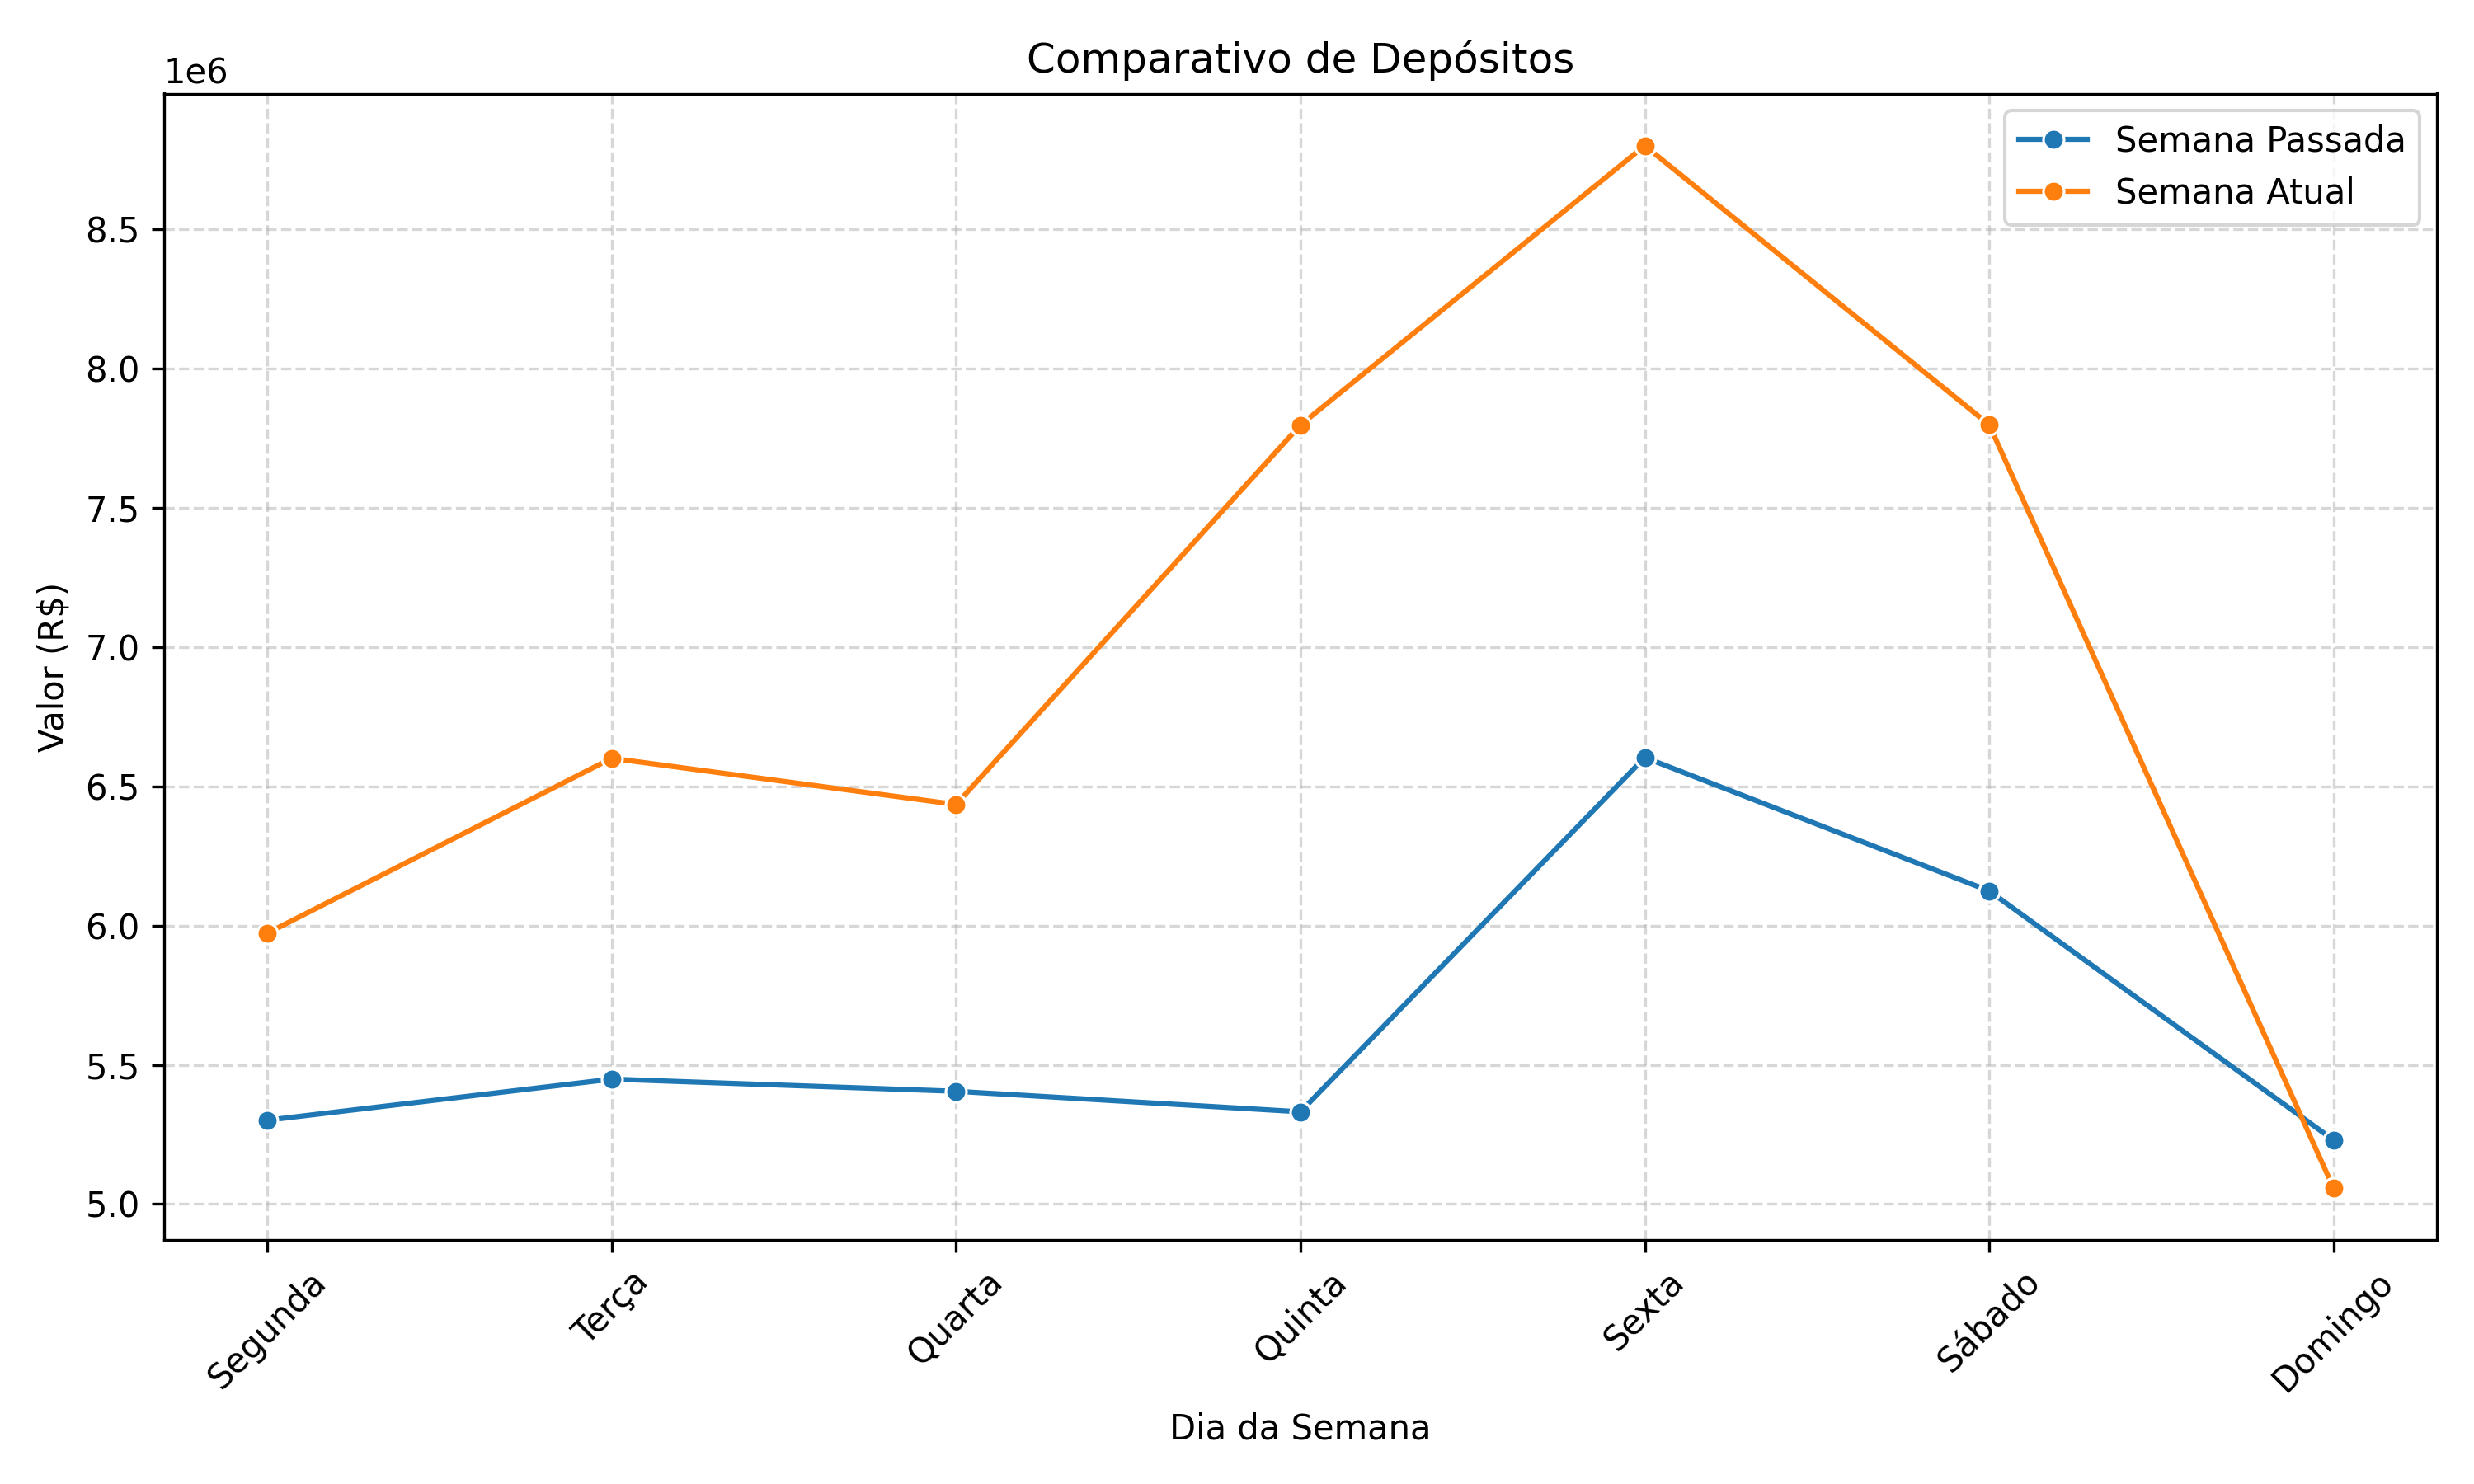 Comparativo de Depósitos
1e6
Semana Passada
Semana Atual
8.5
8.0
7.5
7.0
6.5
6.0
5.5
5.0
Valor (R$)
Segunda
Terça
Quarta
Quinta
Sexta
Sábado
Domingo
Dia da Semana